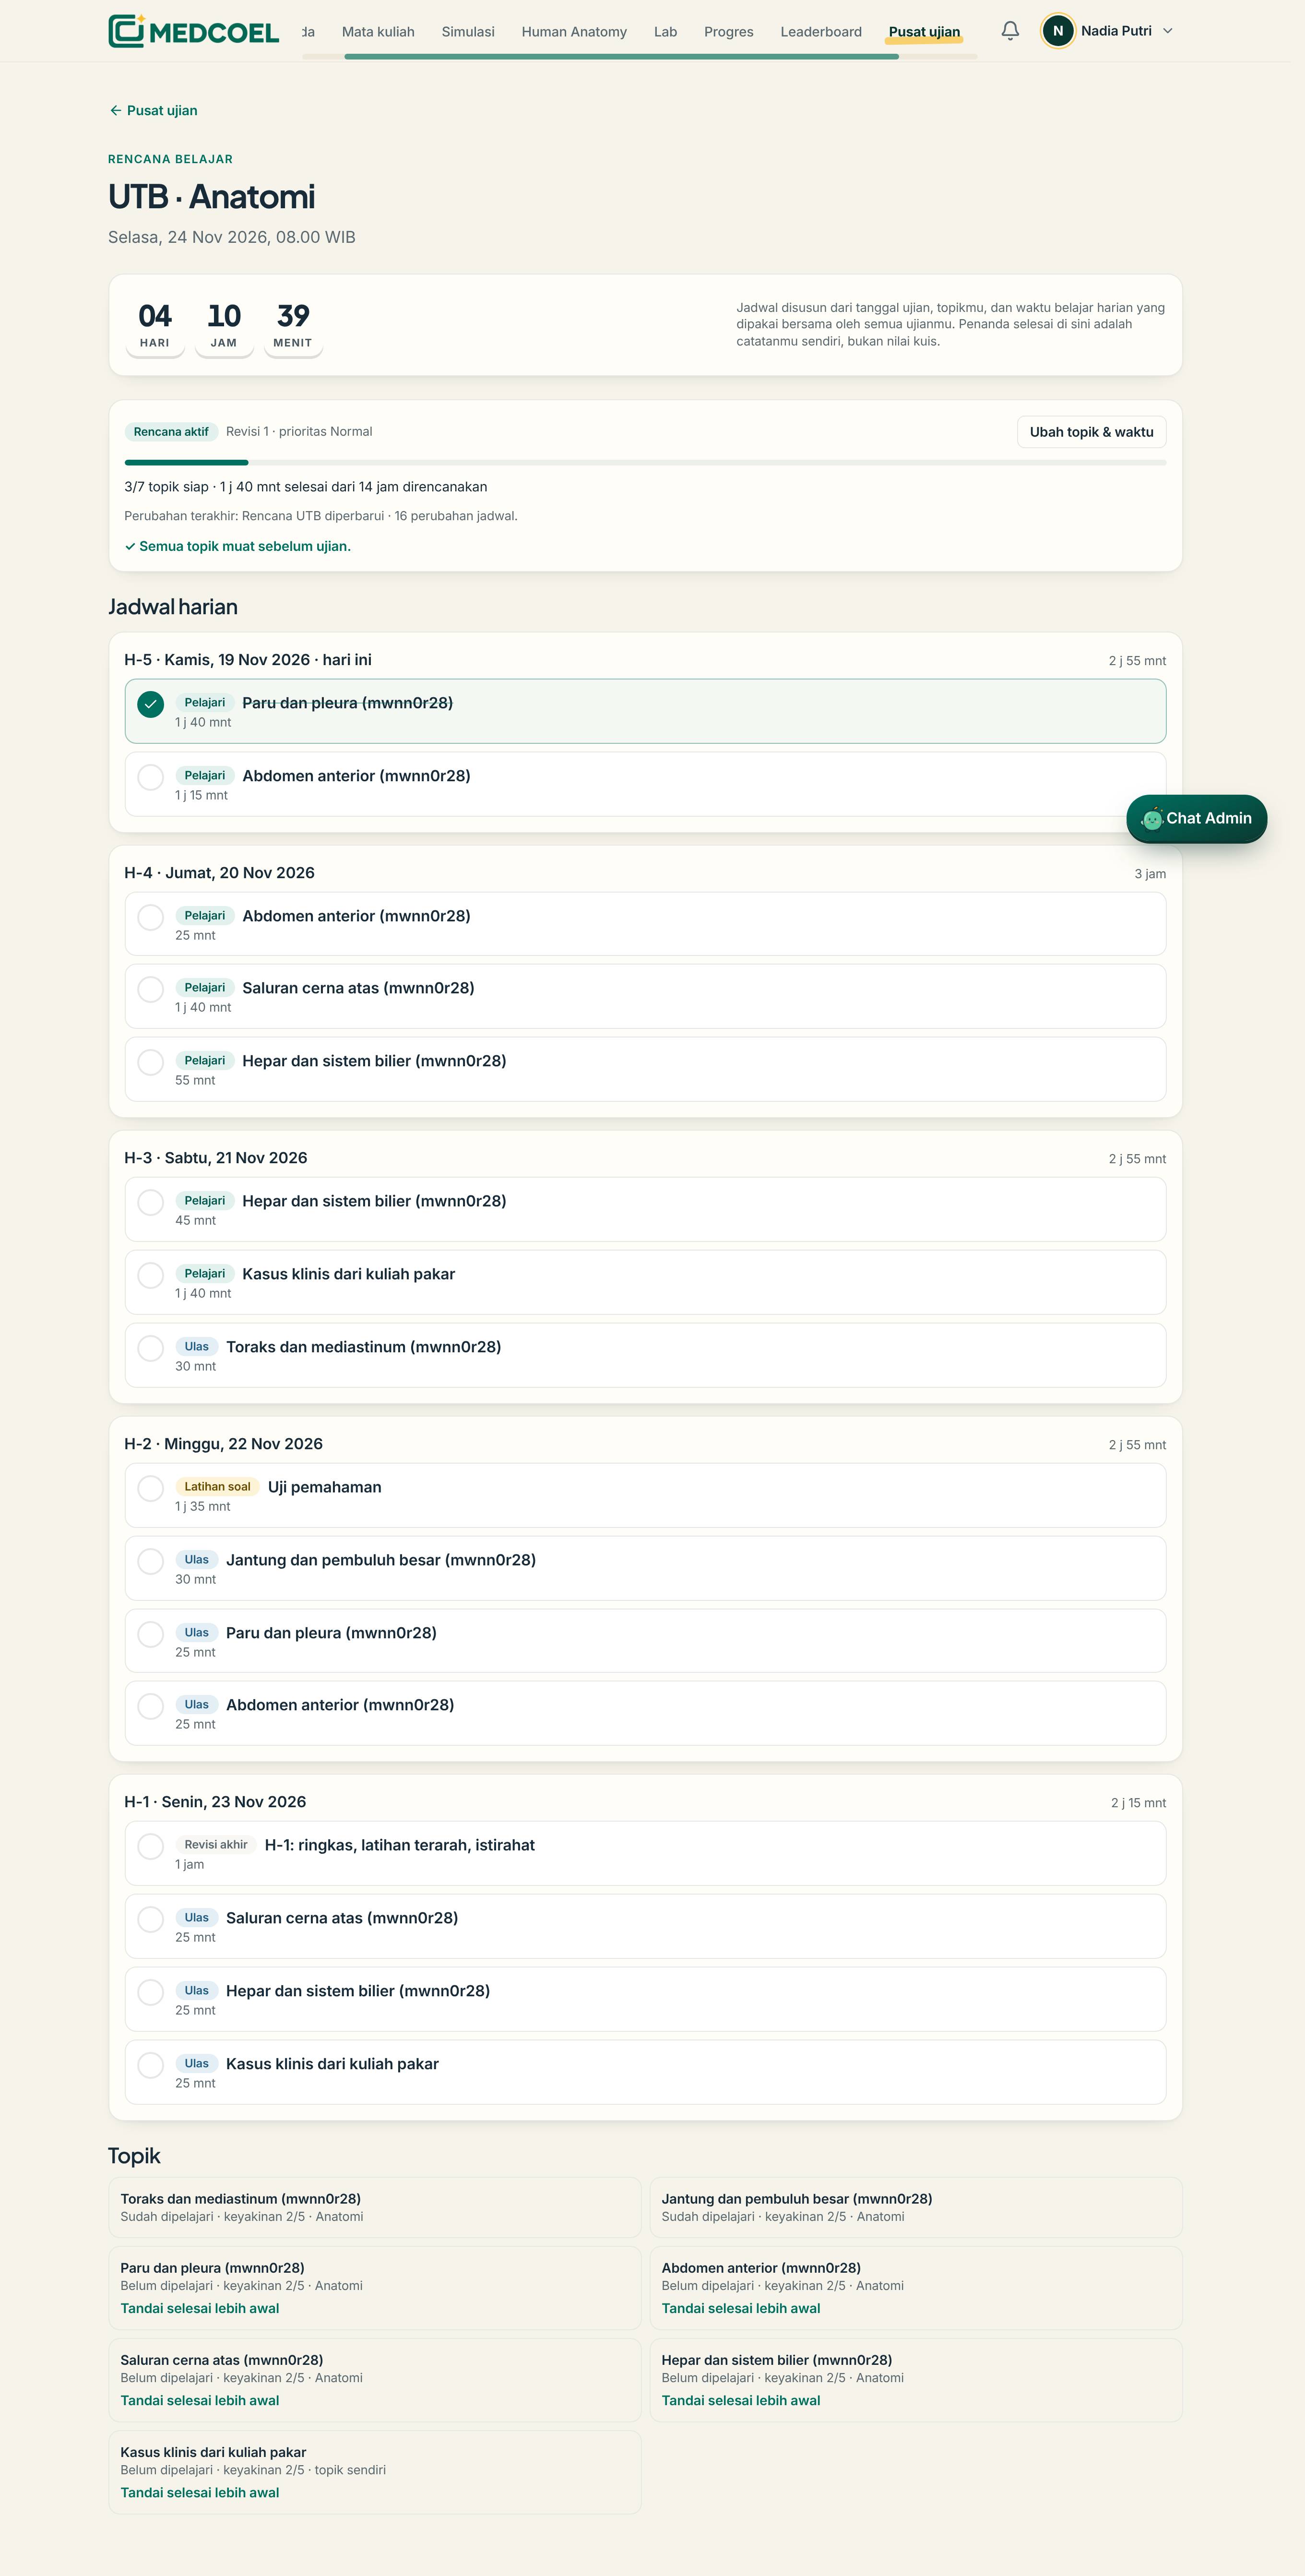 MEDCOEL
da
Mata kuliah
Simulasi
Human Anatomy
Lab
Progres
Leaderboard
Pusat ujian
N
Nadia Putri
← Pusat ujian
RENCANA BELAJAR
UTB · Anatomi
Selasa, 24 Nov 2026, 08.00 WIB
04 10 39
HARI JAM MENIT
Jadwal disusun dari tanggal ujian, topikmu, dan waktu belajar harian yang
dipakai bersama oleh semua ujianmu. Penanda selesai di sini adalah
catatanmu sendiri, bukan nilai kuis.
Rencana aktif Revisi 1 · prioritas Normal
Ubah topik & waktu
3/7 topik siap · 1 j 40 mnt selesai dari 14 jam direncanakan
Perubahan terakhir: Rencana UTB diperbarui · 16 perubahan jadwal.
✓ Semua topik muat sebelum ujian.
Jadwal harian
H-5 · Kamis, 19 Nov 2026 · hari ini
2 j 55 mnt
Pelajari Paru dan pleura (mwnn0r28)
1 j 40 mnt
Pelajari Abdomen anterior (mwnn0r28)
1 j 15 mnt
Chat Admin
H-4 · Jumat, 20 Nov 2026
3 jam
Pelajari Abdomen anterior (mwnn0r28)
25 mnt
Pelajari Saluran cerna atas (mwnn0r28)
1 j 40 mnt
Pelajari Hepar dan sistem bilier (mwnn0r28)
55 mnt
H-3 · Sabtu, 21 Nov 2026
2 j 55 mnt
Pelajari Hepar dan sistem bilier (mwnn0r28)
45 mnt
Pelajari Kasus klinis dari kuliah pakar
1 j 40 mnt
Ulas Toraks dan mediastinum (mwnn0r28)
30 mnt
H-2 · Minggu, 22 Nov 2026
2 j 55 mnt
Latihan soal Uji pemahaman
1 j 35 mnt
Ulas Jantung dan pembuluh besar (mwnn0r28)
30 mnt
Ulas Paru dan pleura (mwnn0r28)
25 mnt
Ulas Abdomen anterior (mwnn0r28)
25 mnt
H-1 · Senin, 23 Nov 2026
2 j 15 mnt
Revisi akhir H-1: ringkas, latihan terarah, istirahat
1 jam
Ulas Saluran cerna atas (mwnn0r28)
25 mnt
Ulas Hepar dan sistem bilier (mwnn0r28)
25 mnt
Ulas Kasus klinis dari kuliah pakar
25 mnt
Topik
Toraks dan mediastinum (mwnn0r28)
Sudah dipelajari · keyakinan 2/5 · Anatomi
Jantung dan pembuluh besar (mwnn0r28)
Sudah dipelajari · keyakinan 2/5 · Anatomi
Paru dan pleura (mwnn0r28)
Belum dipelajari · keyakinan 2/5 · Anatomi
Tandai selesai lebih awal
Abdomen anterior (mwnn0r28)
Belum dipelajari · keyakinan 2/5 · Anatomi
Tandai selesai lebih awal
Saluran cerna atas (mwnn0r28)
Belum dipelajari · keyakinan 2/5 · Anatomi
Tandai selesai lebih awal
Hepar dan sistem bilier (mwnn0r28)
Belum dipelajari · keyakinan 2/5 · Anatomi
Tandai selesai lebih awal
Kasus klinis dari kuliah pakar
Belum dipelajari · keyakinan 2/5 · topik sendiri
Tandai selesai lebih awal